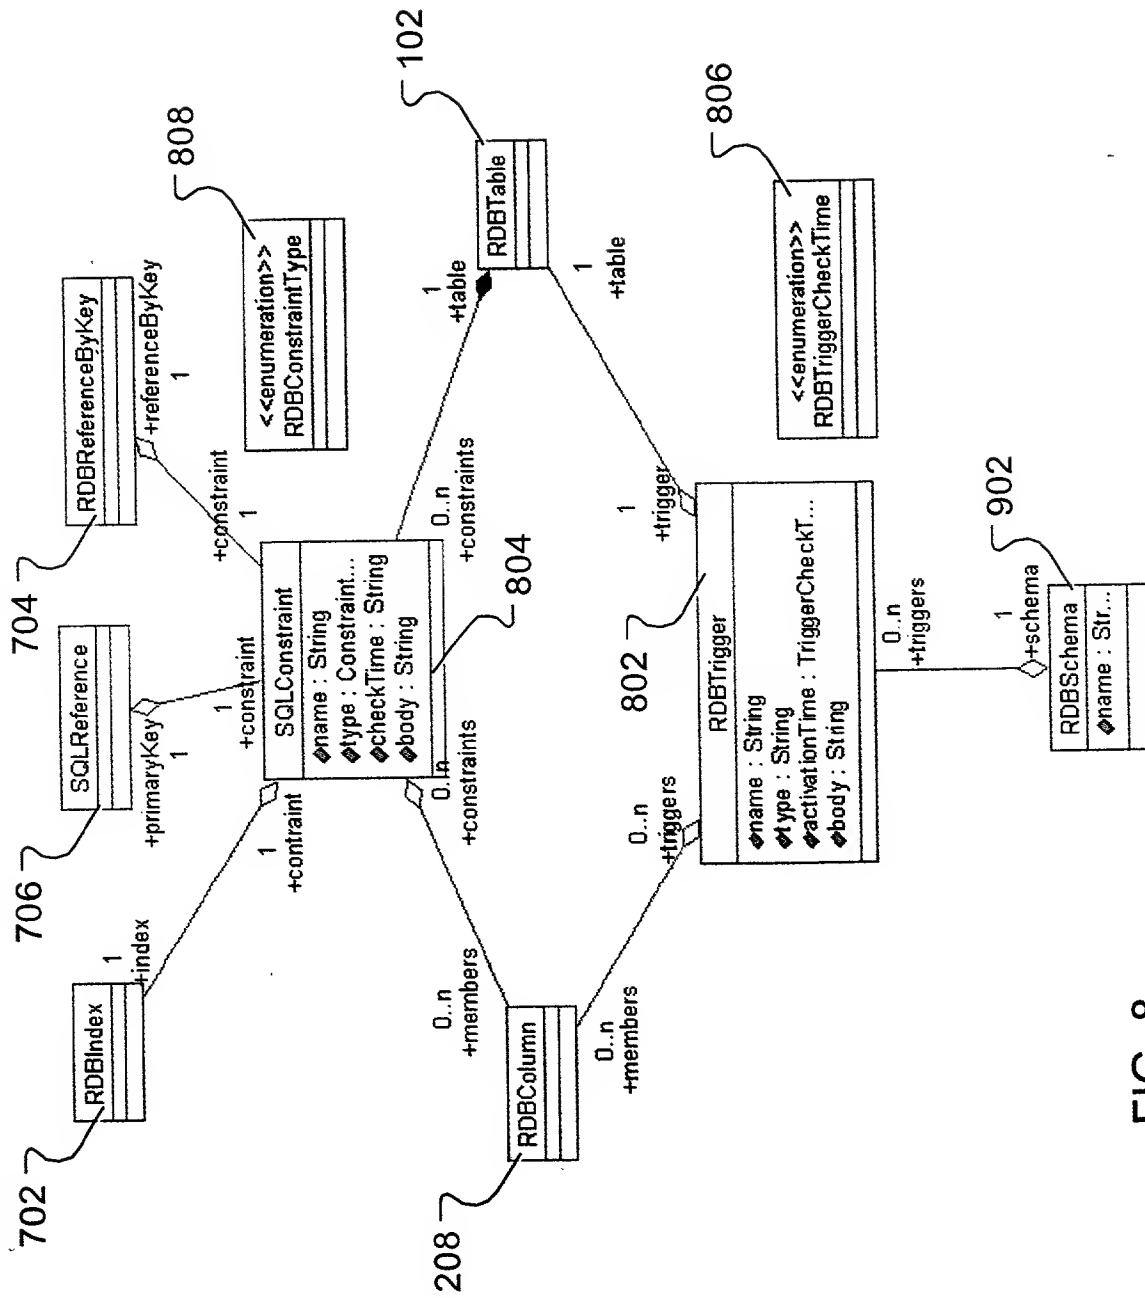 702
RDBIndex
1
+index
706
SQLReference
+primaryKey
1
704
RDBReferenceByKey
+referenceByKey
1
808
<<enumeration>>
RDBConstraintType
1
+contraint
1
+constraint
+constraint
1
SQLConstraint
name : String
type : Constraint...
checkTime : String
body : String
804
0..n
+constraints
0..n
+constraints
1
+table
102
RDBTable
1
+table
208
RDBColumn
0..n
+members
0..n
+members
802
RDBTrigger
name : String
type : String
activationTime : TriggerCheckT...
body : String
0..n
+triggers
1
+trigger
806
<<enumeration>>
RDBTriggerCheckTime
0..n
+triggers
1
+schema
902
RDBSchema
name : Str...
FIG. 8